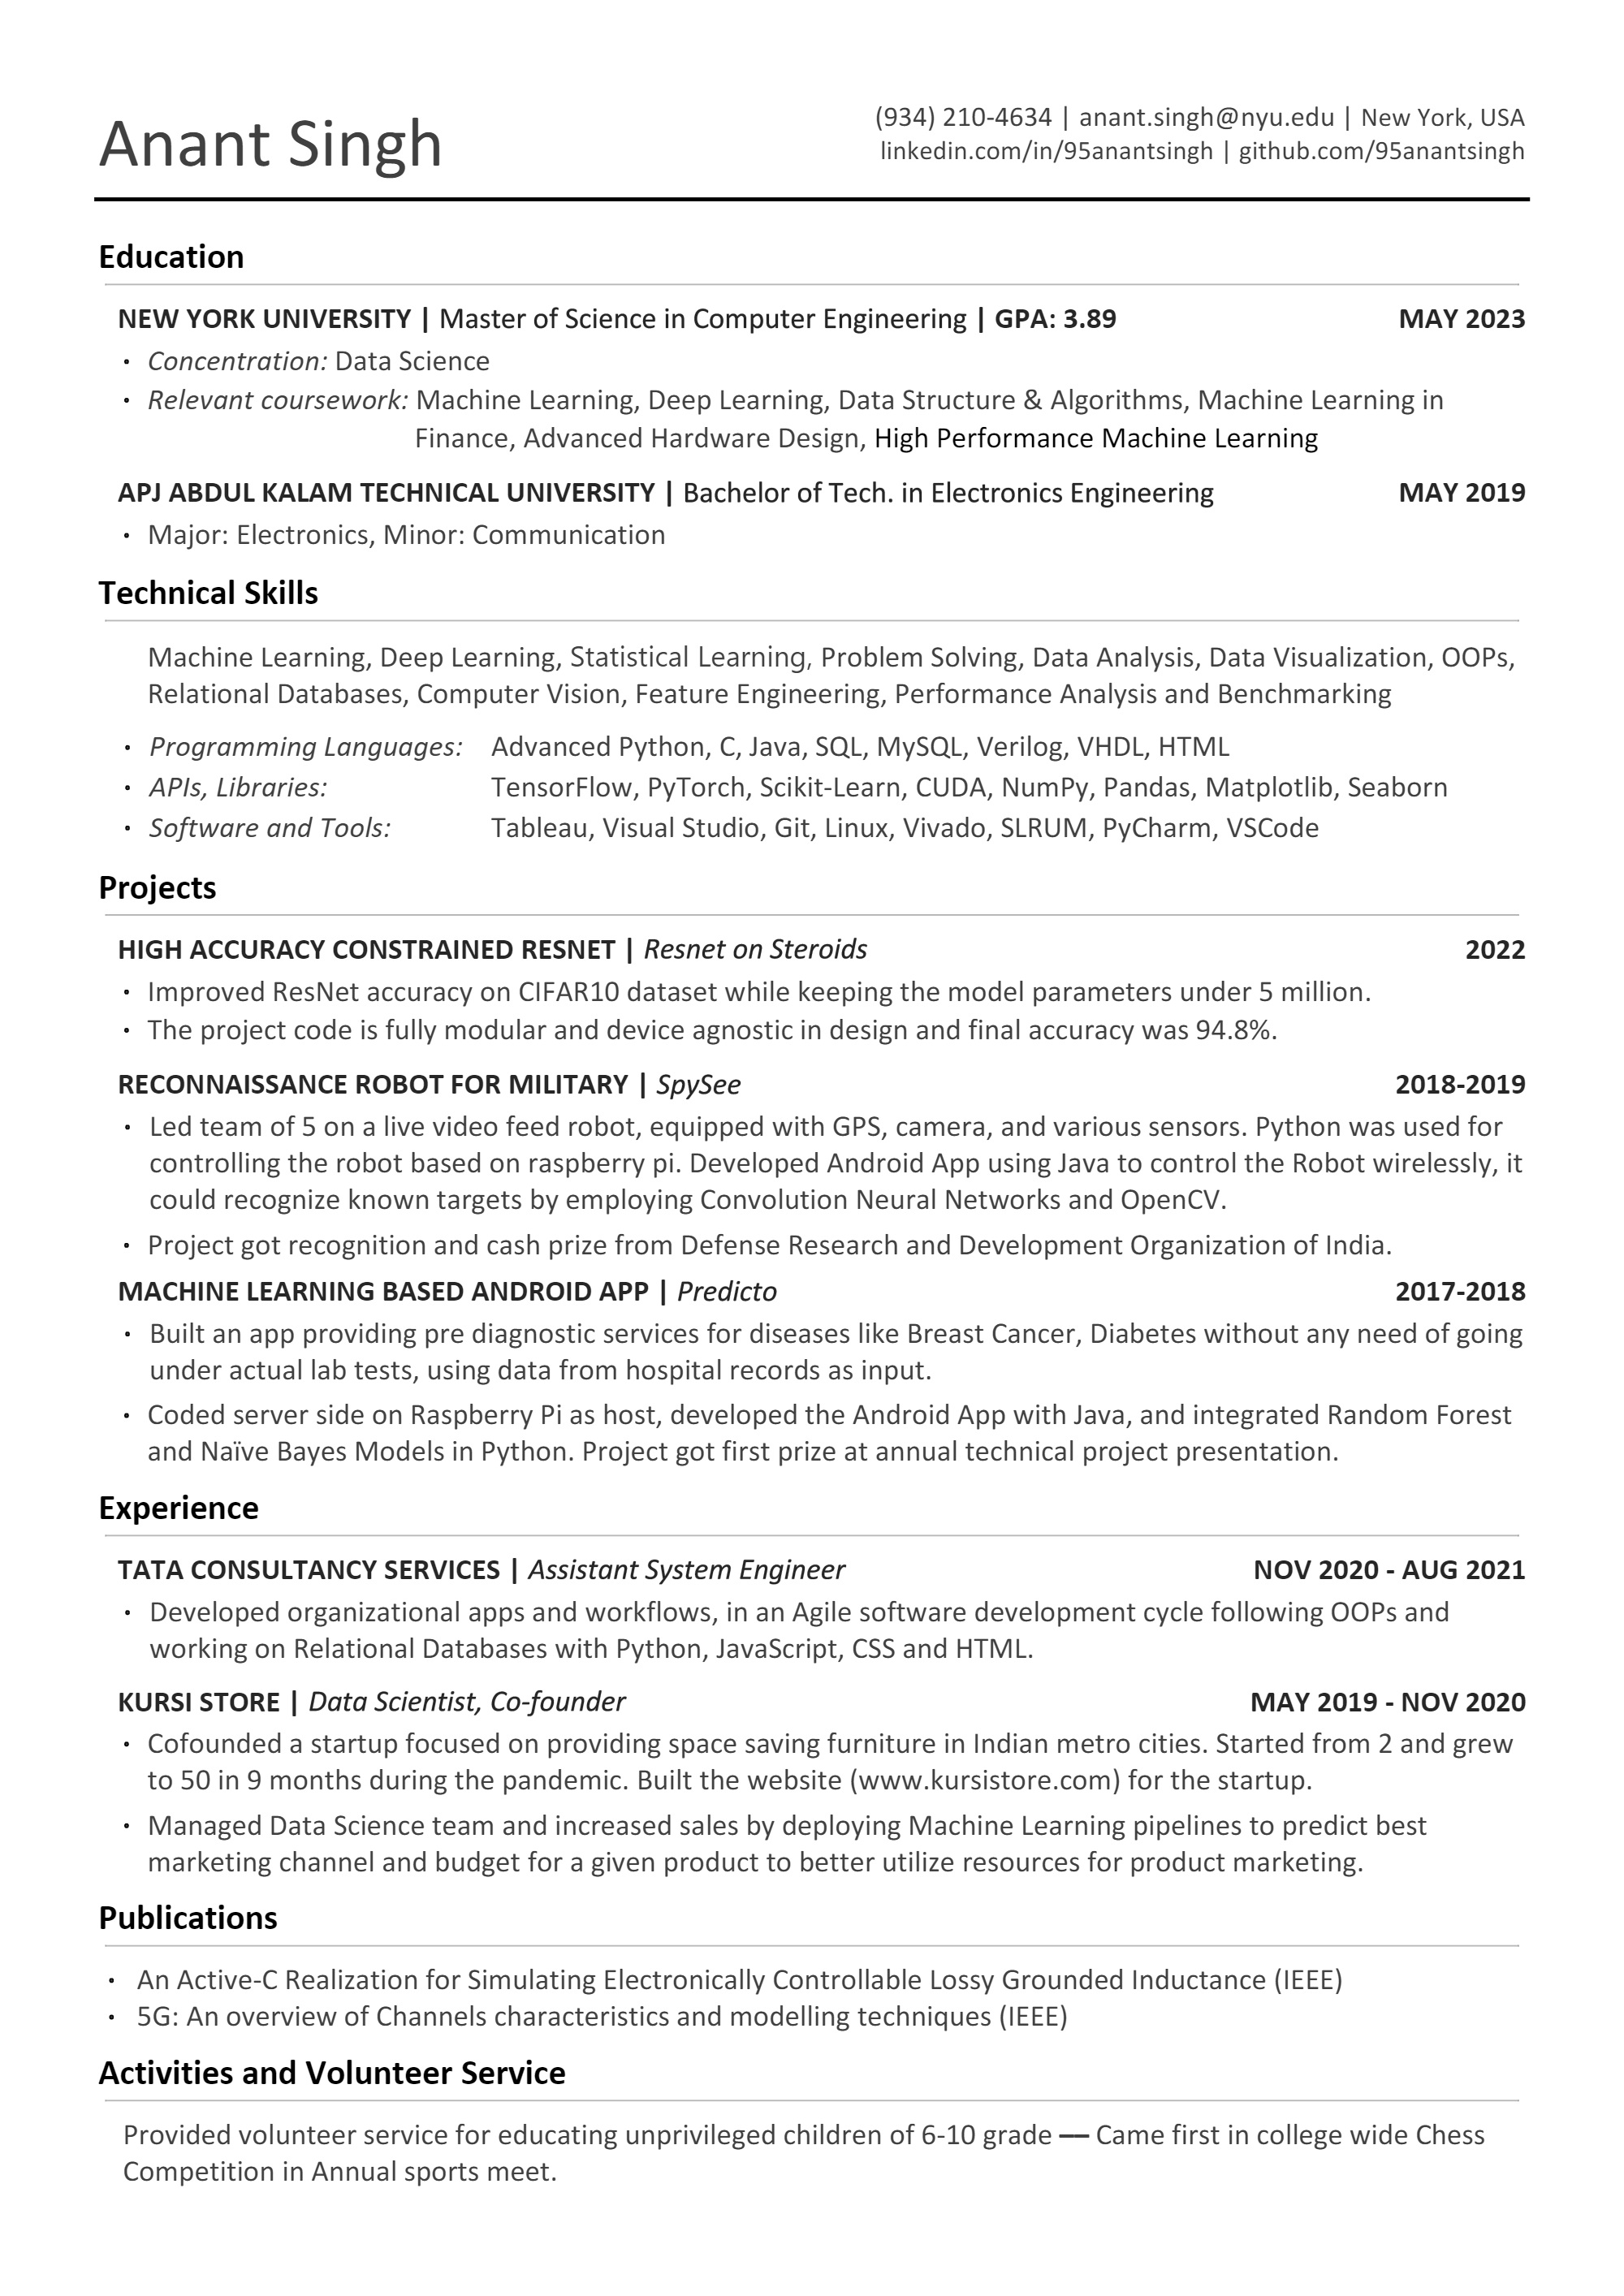 Anant Singh
(934) 210-4634 | anant.singh@nyu.edu | New York, USA
linkedin.com/in/95anantsingh | github.com/95anantsingh
Education
NEW YORK UNIVERSITY | Master of Science in Computer Engineering | GPA: 3.89 MAY 2023
· Concentration: Data Science
· Relevant coursework: Machine Learning, Deep Learning, Data Structure & Algorithms, Machine Learning in
Finance, Advanced Hardware Design, High Performance Machine Learning
APJ ABDUL KALAM TECHNICAL UNIVERSITY | Bachelor of Tech. in Electronics Engineering MAY 2019
· Major: Electronics, Minor: Communication
Technical Skills
Machine Learning, Deep Learning, Statistical Learning, Problem Solving, Data Analysis, Data Visualization, OOPs,
Relational Databases, Computer Vision, Feature Engineering, Performance Analysis and Benchmarking
· Programming Languages: Advanced Python, C, Java, SQL, MySQL, Verilog, VHDL, HTML
· APIs, Libraries: TensorFlow, PyTorch, Scikit-Learn, CUDA, NumPy, Pandas, Matplotlib, Seaborn
· Software and Tools: Tableau, Visual Studio, Git, Linux, Vivado, SLRUM, PyCharm, VSCode
Projects
HIGH ACCURACY CONSTRAINED RESNET | Resnet on Steroids 2022
· Improved ResNet accuracy on CIFAR10 dataset while keeping the model parameters under 5 million.
· The project code is fully modular and device agnostic in design and final accuracy was 94.8%.
RECONNAISSANCE ROBOT FOR MILITARY | SpySee 2018-2019
· Led team of 5 on a live video feed robot, equipped with GPS, camera, and various sensors. Python was used for
controlling the robot based on raspberry pi. Developed Android App using Java to control the Robot wirelessly, it
could recognize known targets by employing Convolution Neural Networks and OpenCV.
· Project got recognition and cash prize from Defense Research and Development Organization of India.
MACHINE LEARNING BASED ANDROID APP | Predicto 2017-2018
· Built an app providing pre diagnostic services for diseases like Breast Cancer, Diabetes without any need of going
under actual lab tests, using data from hospital records as input.
· Coded server side on Raspberry Pi as host, developed the Android App with Java, and integrated Random Forest
and Naïve Bayes Models in Python. Project got first prize at annual technical project presentation.
Experience
TATA CONSULTANCY SERVICES | Assistant System Engineer NOV 2020 - AUG 2021
· Developed organizational apps and workflows, in an Agile software development cycle following OOPs and
working on Relational Databases with Python, JavaScript, CSS and HTML.
KURSI STORE | Data Scientist, Co-founder MAY 2019 - NOV 2020
· Cofounded a startup focused on providing space saving furniture in Indian metro cities. Started from 2 and grew
to 50 in 9 months during the pandemic. Built the website (www.kursistore.com) for the startup.
· Managed Data Science team and increased sales by deploying Machine Learning pipelines to predict best
marketing channel and budget for a given product to better utilize resources for product marketing.
Publications
· An Active-C Realization for Simulating Electronically Controllable Lossy Grounded Inductance (IEEE)
· 5G: An overview of Channels characteristics and modelling techniques (IEEE)
Activities and Volunteer Service
Provided volunteer service for educating unprivileged children of 6-10 grade — Came first in college wide Chess
Competition in Annual sports meet.